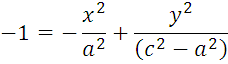 −1 = −x²/a² + y²/(c² − a²)